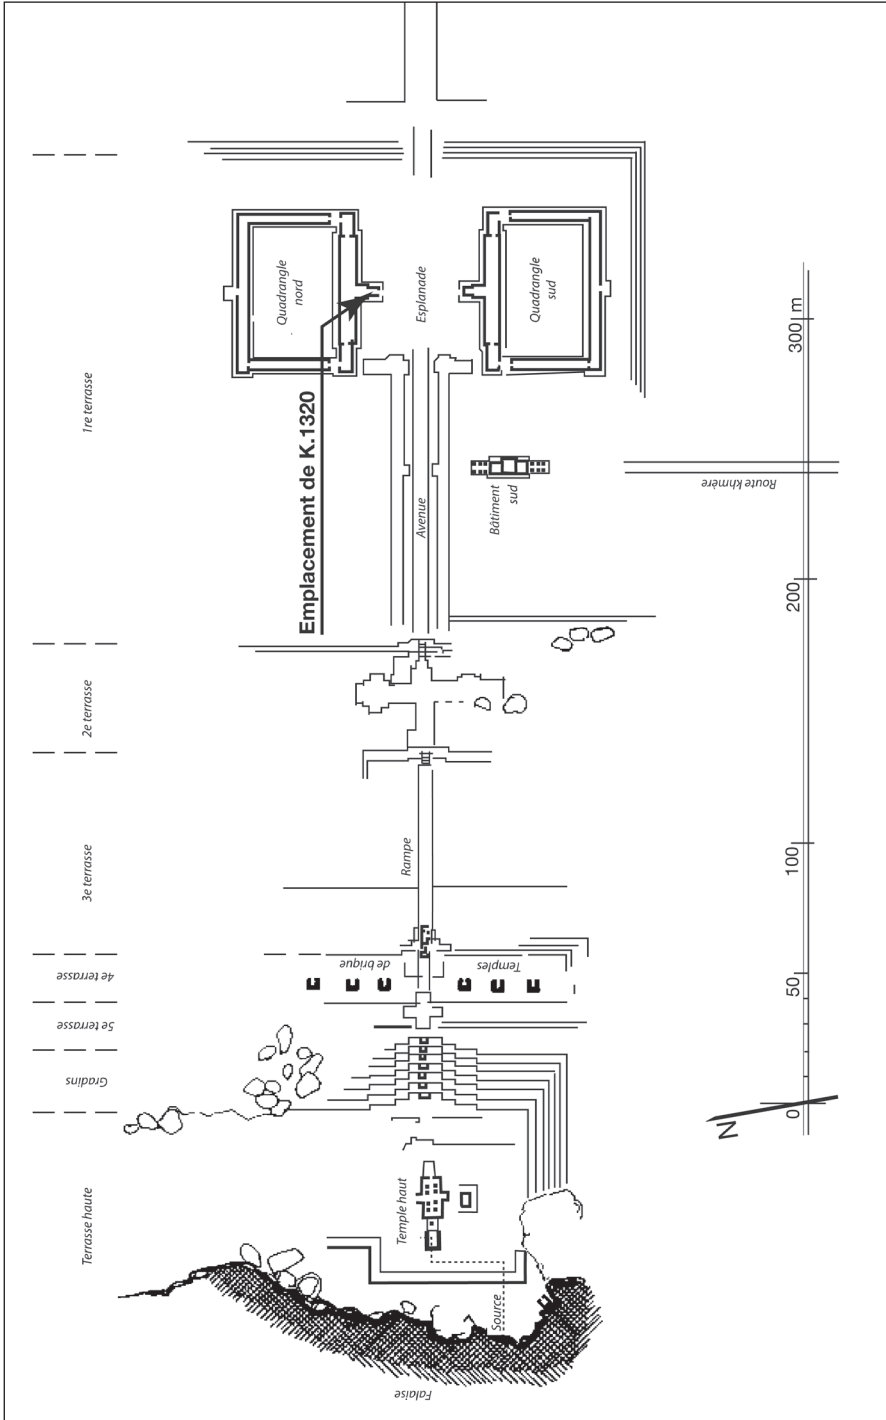 1re terrasse
2e terrasse
3e terrasse
4e terrasse
5e terrasse
Gradins
Terrasse haute
Quadrangle
nord
Esplanade
Quadrangle
sud
Emplacement de K.1320
Avenue
Bâtiment
sud
Route khmère
Rampe
Temples
de brique
Temple haut
Source
Falaise
N
0
50
100
200
300 m